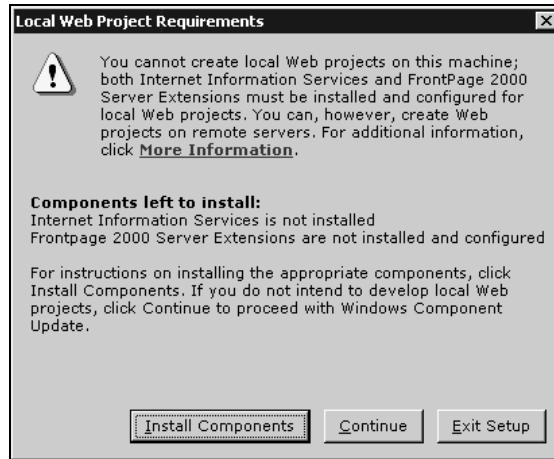 Local Web Project Requirements
You cannot create local Web projects on this machine;
both Internet Information Services and FrontPage 2000
Server Extensions must be installed and configured for
local Web projects. You can, however, create Web
projects on remote servers. For additional information,
click More Information.
Components left to install:
Internet Information Services is not installed
Frontpage 2000 Server Extensions are not installed and configured
For instructions on installing the appropriate components, click
Install Components. If you do not intend to develop local Web
projects, click Continue to proceed with Windows Component
Update.
Install Components Continue Exit Setup